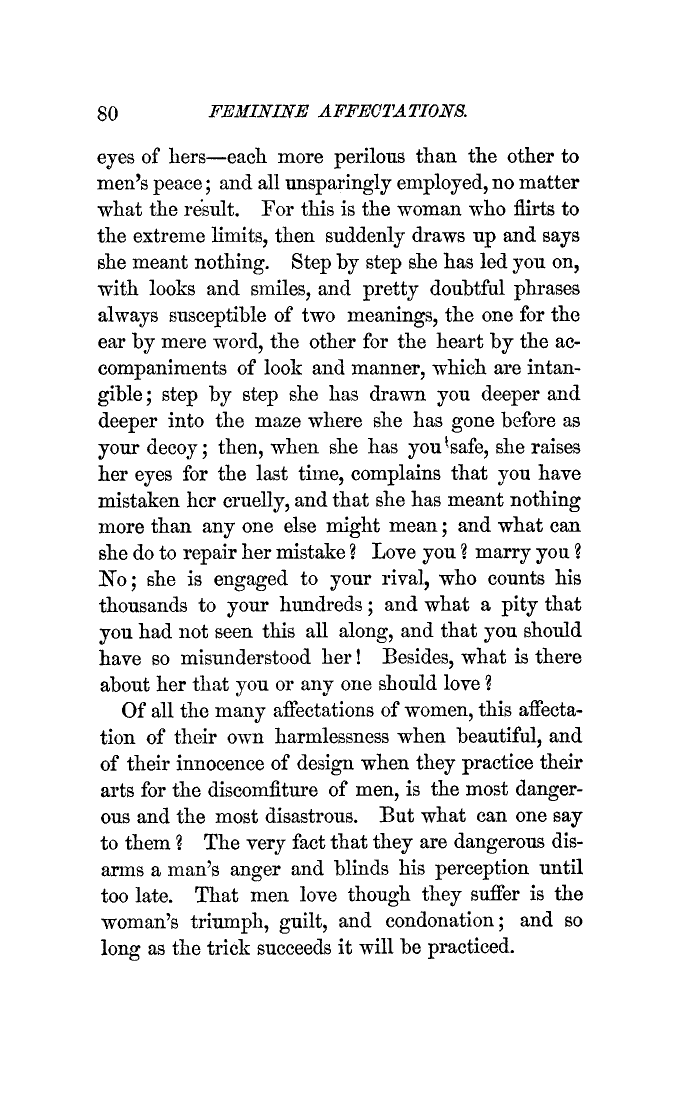 80 FEMININE AFFECTATIONS.
eyes of hers—each more perilous than the other to
men's peace; and all unsparingly employed, no matter
what the result. For this is the woman who flirts to
the extreme limits, then suddenly draws up and says
she meant nothing. Step by step she has led you on,
with looks and smiles, and pretty doubtful phrases
always susceptible of two meanings, the one for the
ear by mere word, the other for the heart by the ac-
companiments of look and manner, which are intan-
gible; step by step she has drawn you deeper and
deeper into the maze where she has gone before as
your decoy; then, when she has you safe, she raises
her eyes for the last time, complains that you have
mistaken her cruelly, and that she has meant nothing
more than any one else might mean; and what can
she do to repair her mistake? Love you? marry you?
No; she is engaged to your rival, who counts his
thousands to your hundreds; and what a pity that
you had not seen this all along, and that you should
have so misunderstood her! Besides, what is there
about her that you or any one should love?
Of all the many affectations of women, this affecta-
tion of their own harmlessness when beautiful, and
of their innocence of design when they practice their
arts for the discomfiture of men, is the most danger-
ous and the most disastrous. But what can one say
to them? The very fact that they are dangerous dis-
arms a man's anger and blinds his perception until
too late. That men love though they suffer is the
woman's triumph, guilt, and condonation; and so
long as the trick succeeds it will be practiced.